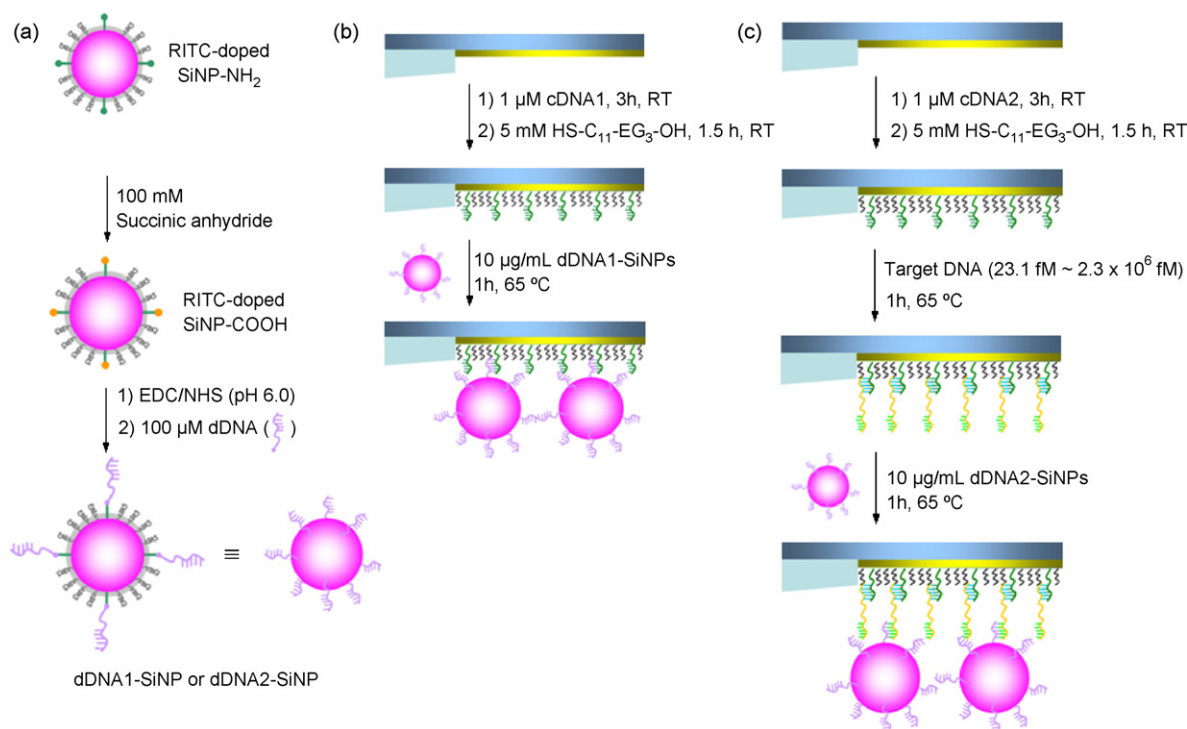 (a)
RITC-doped
SiNP-NH₂
100 mM
Succinic anhydride
RITC-doped
SiNP-COOH
1) EDC/NHS (pH 6.0)
2) 100 µM dDNA ( )
≡
dDNA1-SiNP or dDNA2-SiNP
(b)
1) 1 µM cDNA1, 3h, RT
2) 5 mM HS-C₁₁-EG₃-OH, 1.5 h, RT
10 µg/mL dDNA1-SiNPs
1h, 65 ºC
(c)
1) 1 µM cDNA2, 3h, RT
2) 5 mM HS-C₁₁-EG₃-OH, 1.5 h, RT
Target DNA (23.1 fM ~ 2.3 x 10⁶ fM)
1h, 65 ºC
10 µg/mL dDNA2-SiNPs
1h, 65 ºC